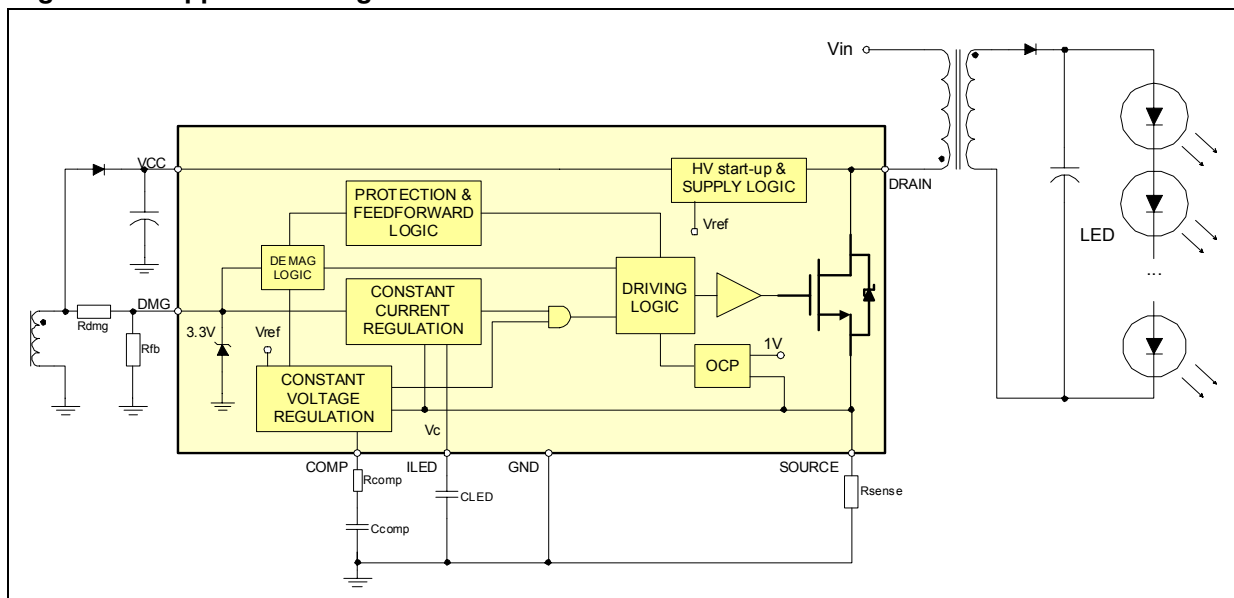 Vin
VCC
HV start-up &
SUPPLY LOGIC
DRAIN
PROTECTION &
FEEDFORWARD
LOGIC
Vref
LED
DEMAG
LOGIC
DMG
CONSTANT
CURRENT
REGULATION
DRIVING
LOGIC
...
Rdmg
3.3V
Vref
Rfb
1V
OCP
CONSTANT
VOLTAGE
REGULATION
Vc
COMP
ILED
GND
SOURCE
Rcomp
CLED
Rsense
Ccomp